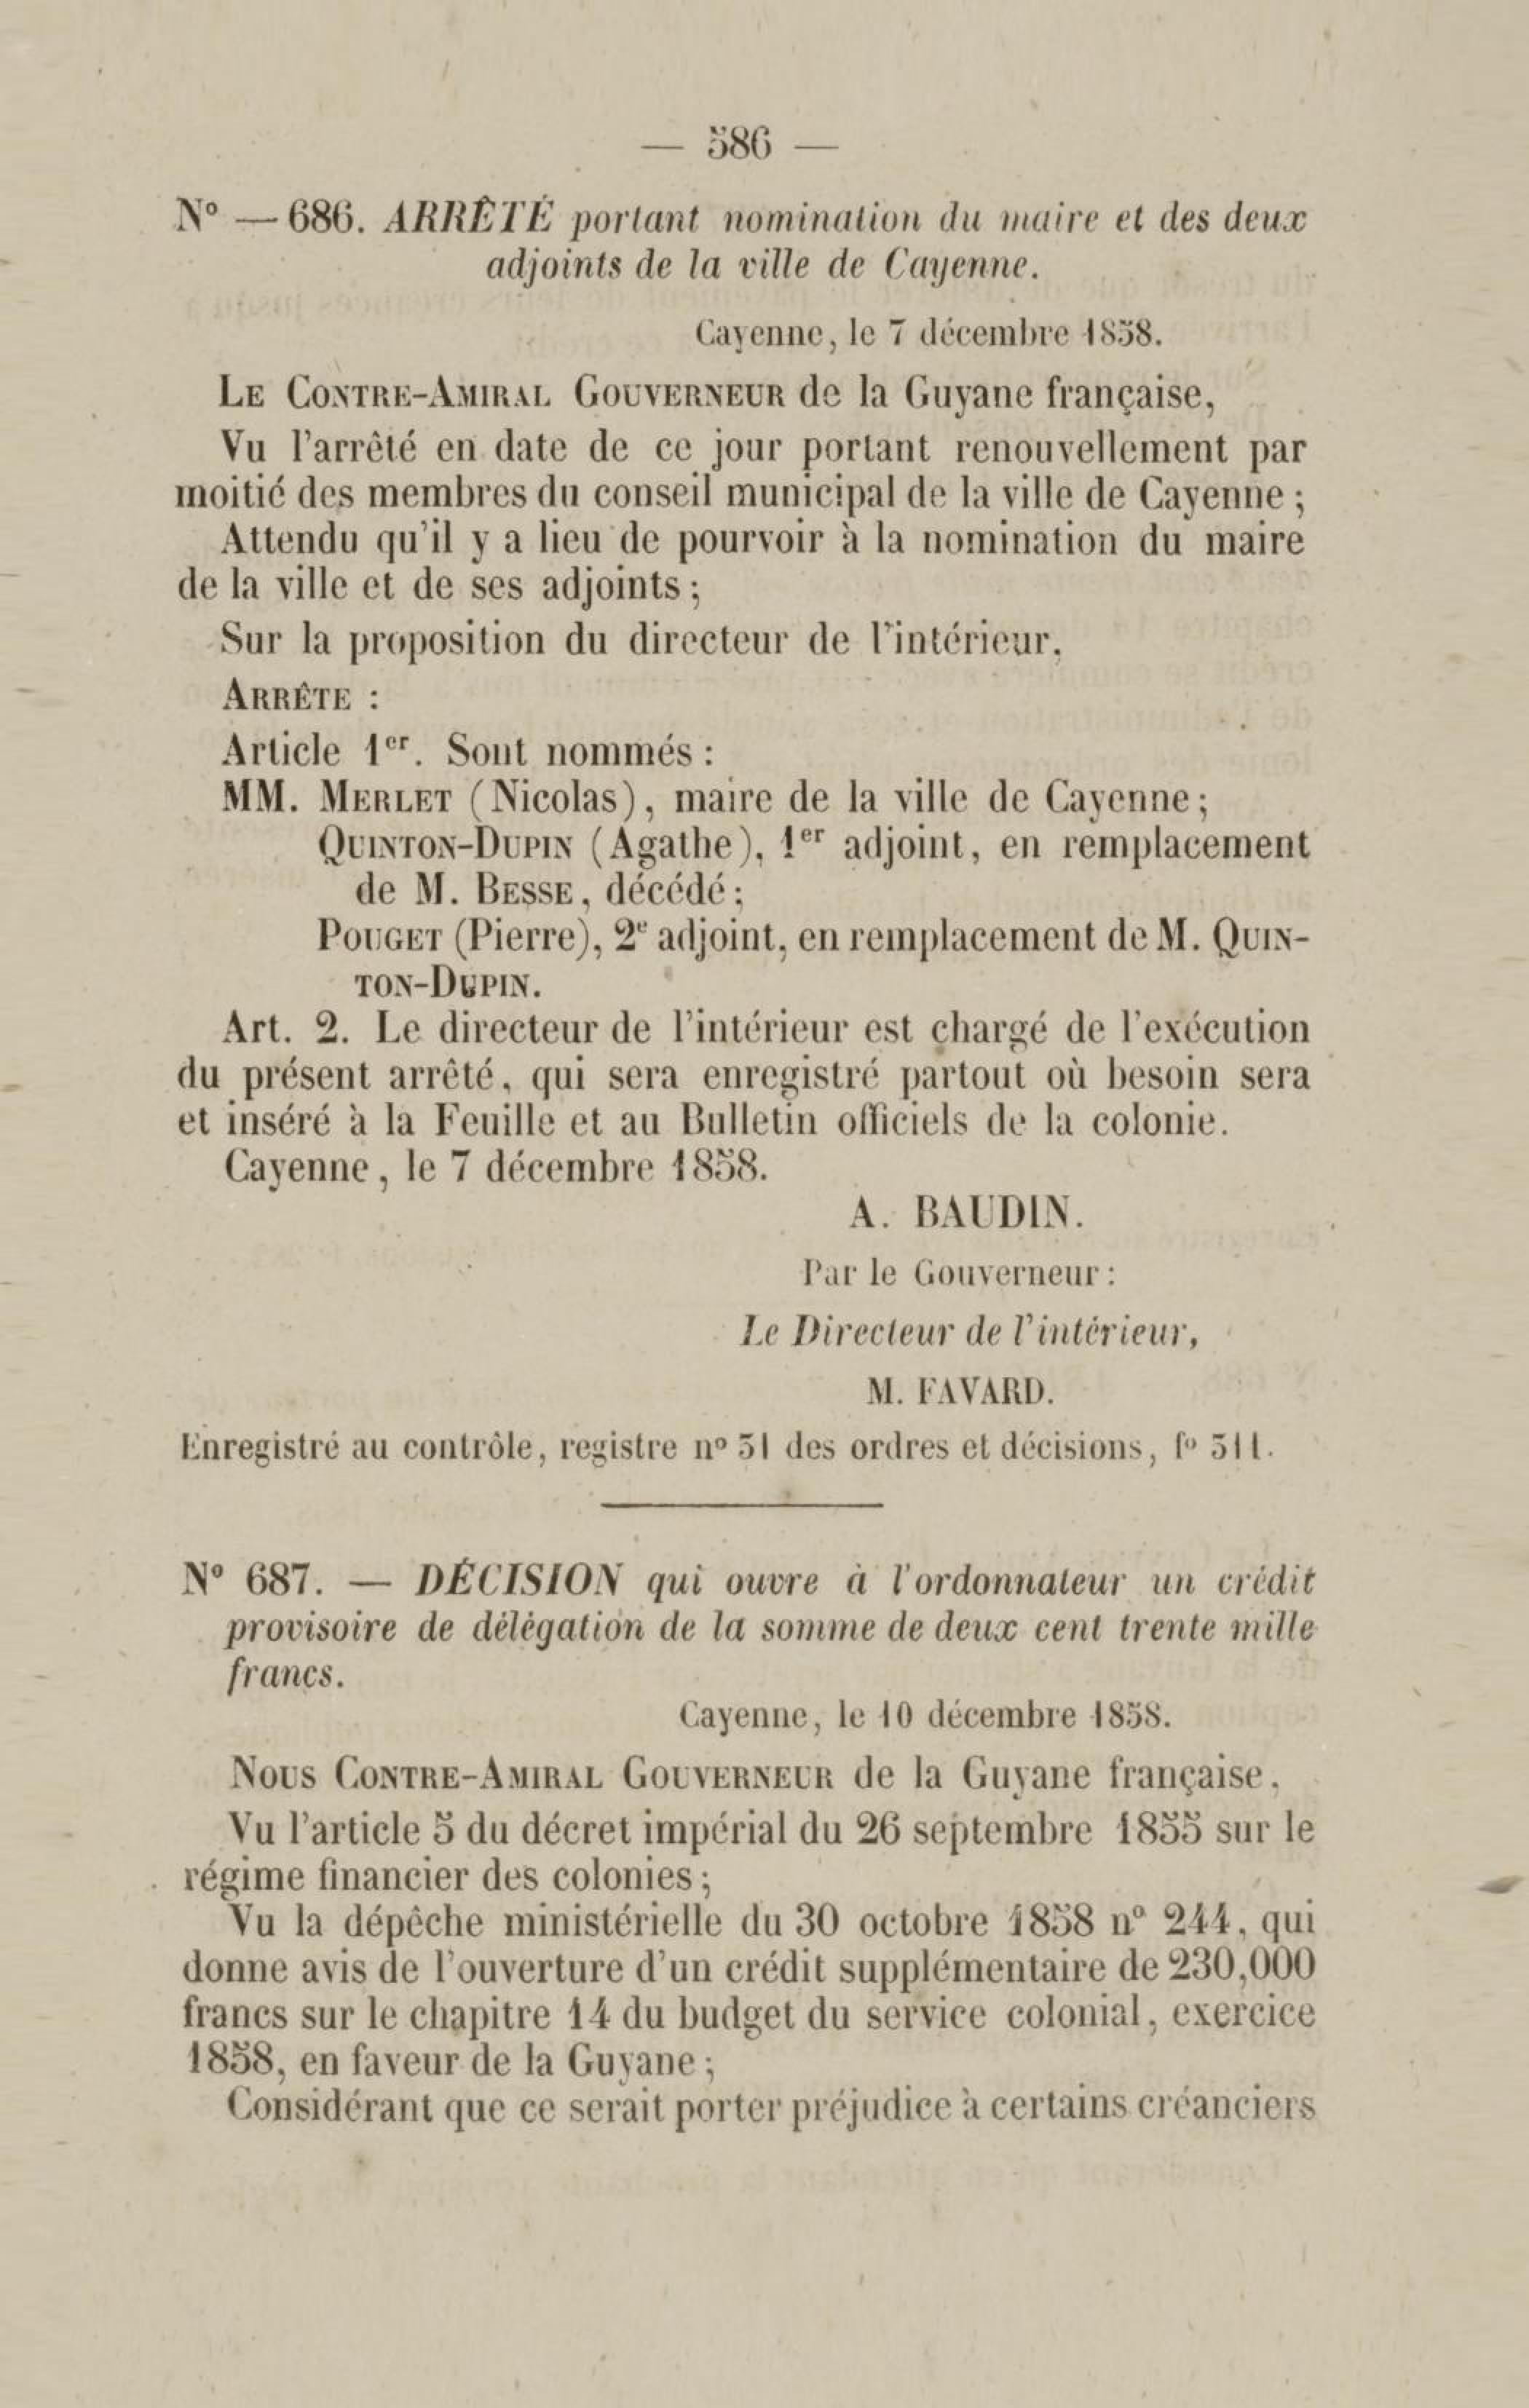 — 586 —
N° — 686. ARRÊTÉ portant nomination du maire et des deux
adjoints de la ville de Cayenne.
Cayenne, le 7 décembre 1858.
LE CONTRE-AMIRAL GOUVERNEUR de la Guyane française,
Vu l'arrêté en date de ce jour portant renouvellement par
moitié des membres du conseil municipal de la ville de Cayenne ;
Attendu qu'il y a lieu de pourvoir à la nomination du maire
de la ville et de ses adjoints ;
Sur la proposition du directeur de l'intérieur,
ARRÊTE :
Article 1er. Sont nommés :
MM. MERLET (Nicolas), maire de la ville de Cayenne ;
QUINTON-DUPIN (Agathe), 1er adjoint, en remplacement
de M. BESSE, décédé ;
POUGET (Pierre), 2e adjoint, en remplacement de M. QUIN-
TON-DUPIN.
Art. 2. Le directeur de l'intérieur est chargé de l'exécution
du présent arrêté, qui sera enregistré partout où besoin sera
et inséré à la Feuille et au Bulletin officiels de la colonie.
Cayenne, le 7 décembre 1858.
A. BAUDIN.
Par le Gouverneur :
Le Directeur de l'intérieur,
M. FAVARD.
Enregistré au contrôle, registre n° 51 des ordres et décisions, f° 511.
N° 687. — DÉCISION qui ouvre à l'ordonnateur un crédit
provisoire de délégation de la somme de deux cent trente mille
francs.
Cayenne, le 10 décembre 1858.
NOUS CONTRE-AMIRAL GOUVERNEUR de la Guyane française,
Vu l'article 5 du décret impérial du 26 septembre 1855 sur le
régime financier des colonies ;
Vu la dépêche ministérielle du 30 octobre 1858 n° 244, qui
donne avis de l'ouverture d'un crédit supplémentaire de 230,000
francs sur le chapitre 14 du budget du service colonial, exercice
1858, en faveur de la Guyane ;
Considérant que ce serait porter préjudice à certains créanciers